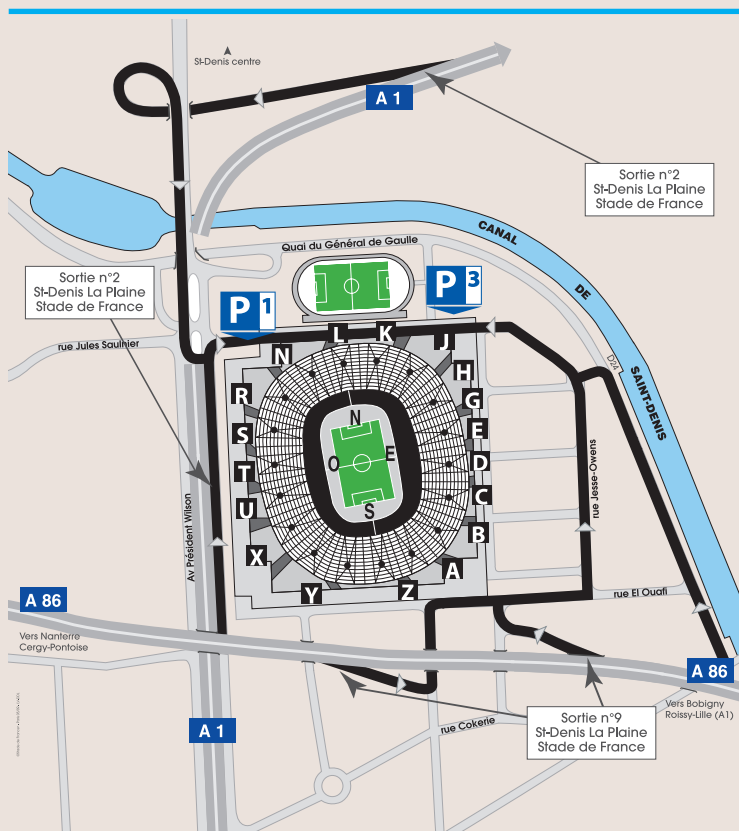 St-Denis centre
A 1
Sortie n°2
St-Denis La Plaine
Stade de France
CANAL
DE
SAINT-DENIS
Quai du Général de Gaulle
Sortie n°2
St-Denis La Plaine
Stade de France
P 1
P 3
rue Jules Saulnier
D24
L
K
J
N
H
R
G
S
E
T
D
U
C
X
B
Y
A
Z
N
O
E
S
rue Jesse-Owens
Av Président Wilson
rue El Ouafi
A 86
Vers Nanterre
Cergy-Pontoise
A 86
Vers Bobigny
Roissy-Lille (A1)
Sortie n°9
St-Denis La Plaine
Stade de France
rue Cokerie
A 1